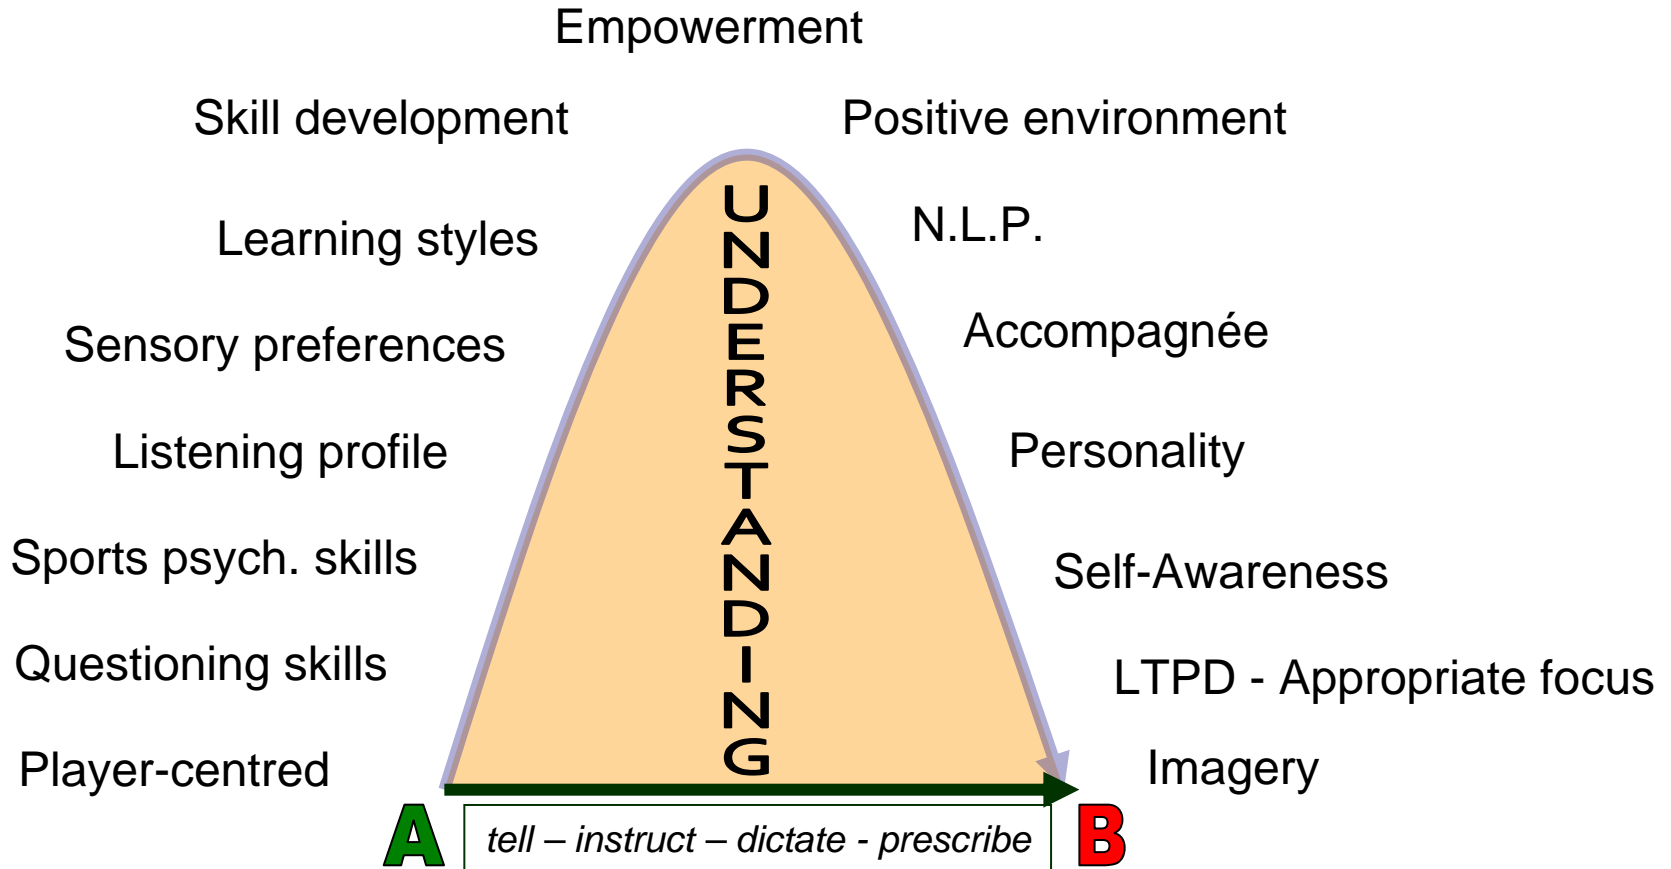 Empowerment
Skill development
Positive environment
Learning styles
N.L.P.
Sensory preferences
Accompagnée
Listening profile
Personality
Sports psych. skills
Self-Awareness
Questioning skills
LTPD - Appropriate focus
Player-centred
Imagery
UNDERSTANDING
A
tell – instruct – dictate - prescribe
B